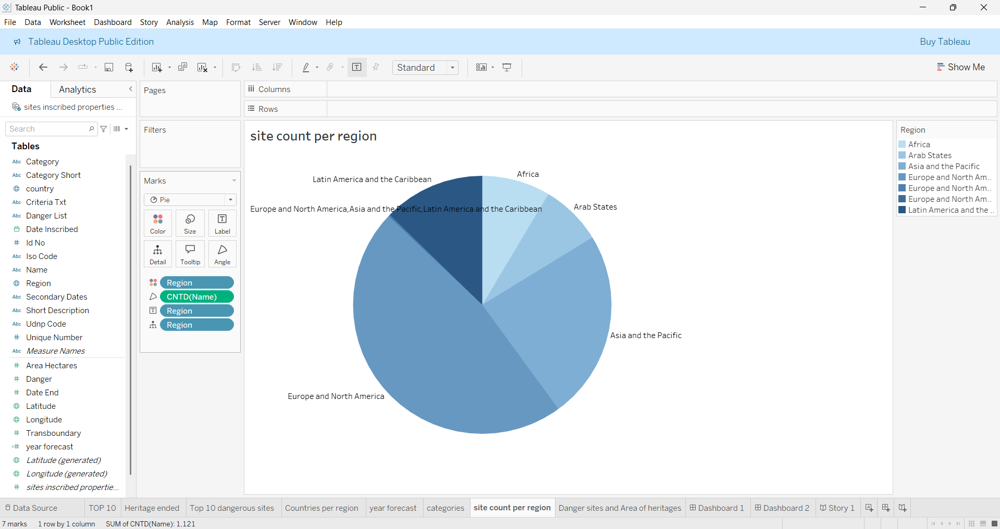 Tableau Public - Book1
File Data Worksheet Dashboard Story Analysis Map Format Server Window Help
Tableau Desktop Public Edition
Buy Tableau
Standard
Show Me
Data
Analytics
sites inscribed properties ...
Search
Tables
Abc Category
Abc Category Short
country
Abc Criteria Txt
Abc Danger List
Date Inscribed
# Id No
Abc Iso Code
Abc Name
Region
Abc Secondary Dates
Abc Short Description
Abc Udnp Code
# Unique Number
Abc Measure Names
# Area Hectares
# Danger
# Date End
Latitude
Longitude
# Transboundary
=# year forecast
Latitude (generated)
Longitude (generated)
# sites inscribed propertie...
Pages
Filters
Marks
Pie
Color
Size
Label
Detail
Tooltip
Angle
Region
CNTD(Name)
Region
Region
Columns
Rows
site count per region
Latin America and the Caribbean
Africa
Europe and North America,Asia and the Pacific,Latin America and the Caribbean
Arab States
Asia and the Pacific
Europe and North America
Region
Africa
Arab States
Asia and the Pacific
Europe and North Am..
Europe and North Am..
Europe and North Am..
Latin America and the ..
Data Source
TOP 10
Heritage ended
Top 10 dangerous sites
Countries per region
year forecast
categories
site count per region
Danger sites and Area of heritages
Dashboard 1
Dashboard 2
Story 1
7 marks
1 row by 1 column
SUM of CNTD(Name): 1,121